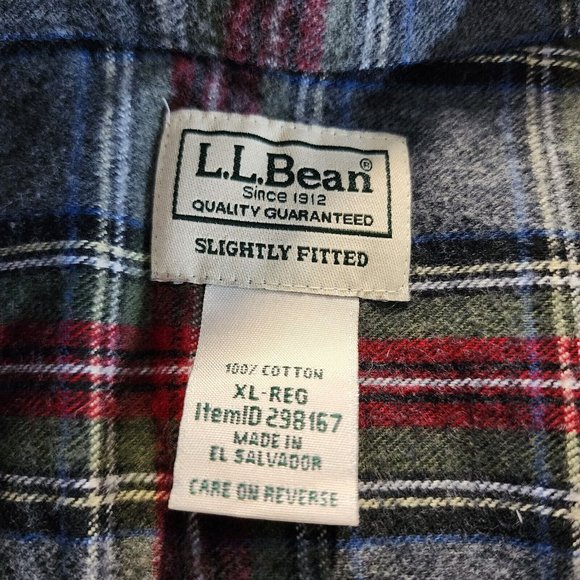 L.L.Bean®
Since 1912
QUALITY GUARANTEED
SLIGHTLY FITTED
100% COTTON
XL-REG
ItemID 298167
MADE IN
EL SALVADOR
CARE ON REVERSE